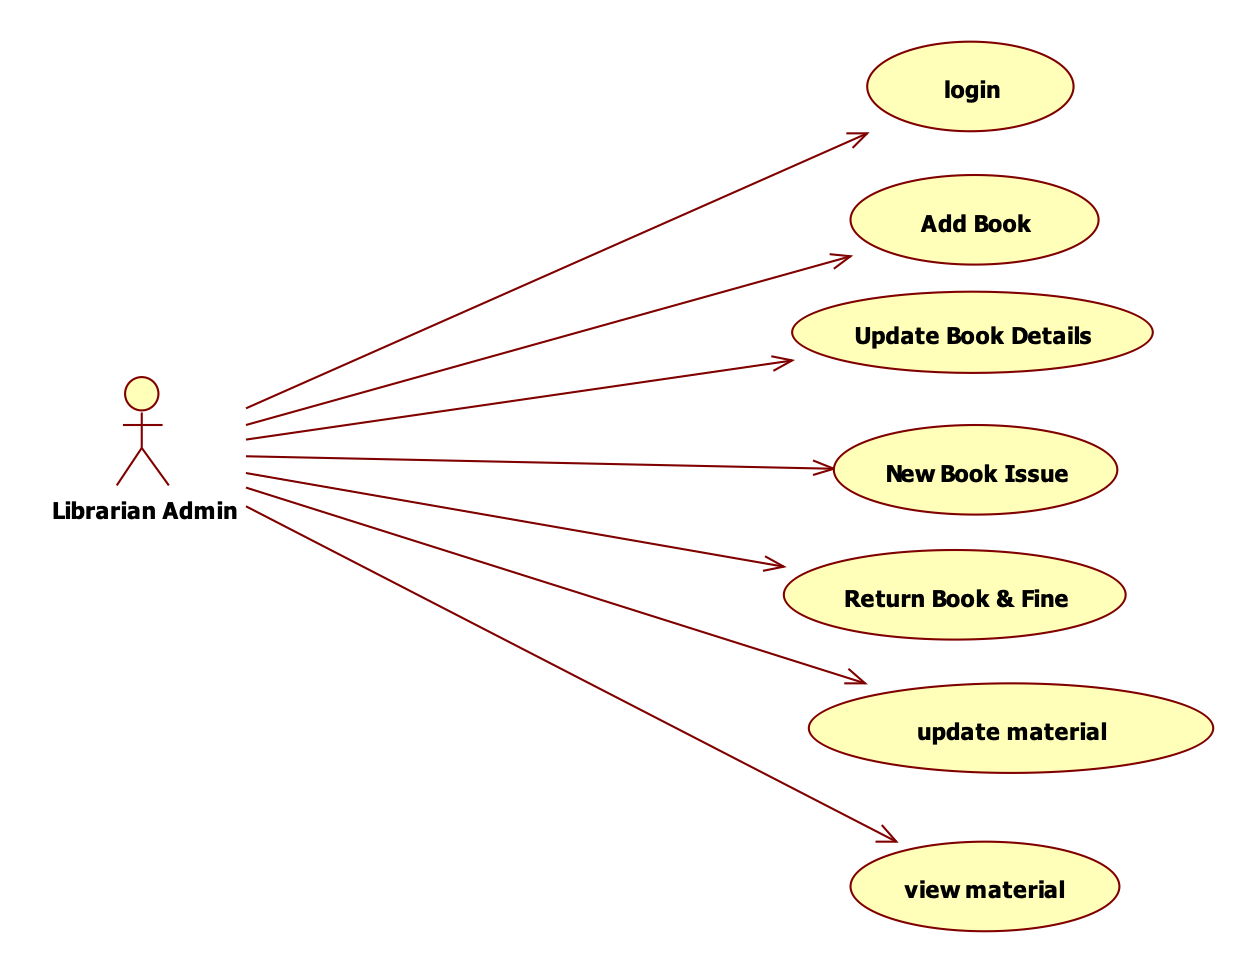 login
Add Book
Update Book Details
New Book Issue
Librarian Admin
Return Book & Fine
update material
view material